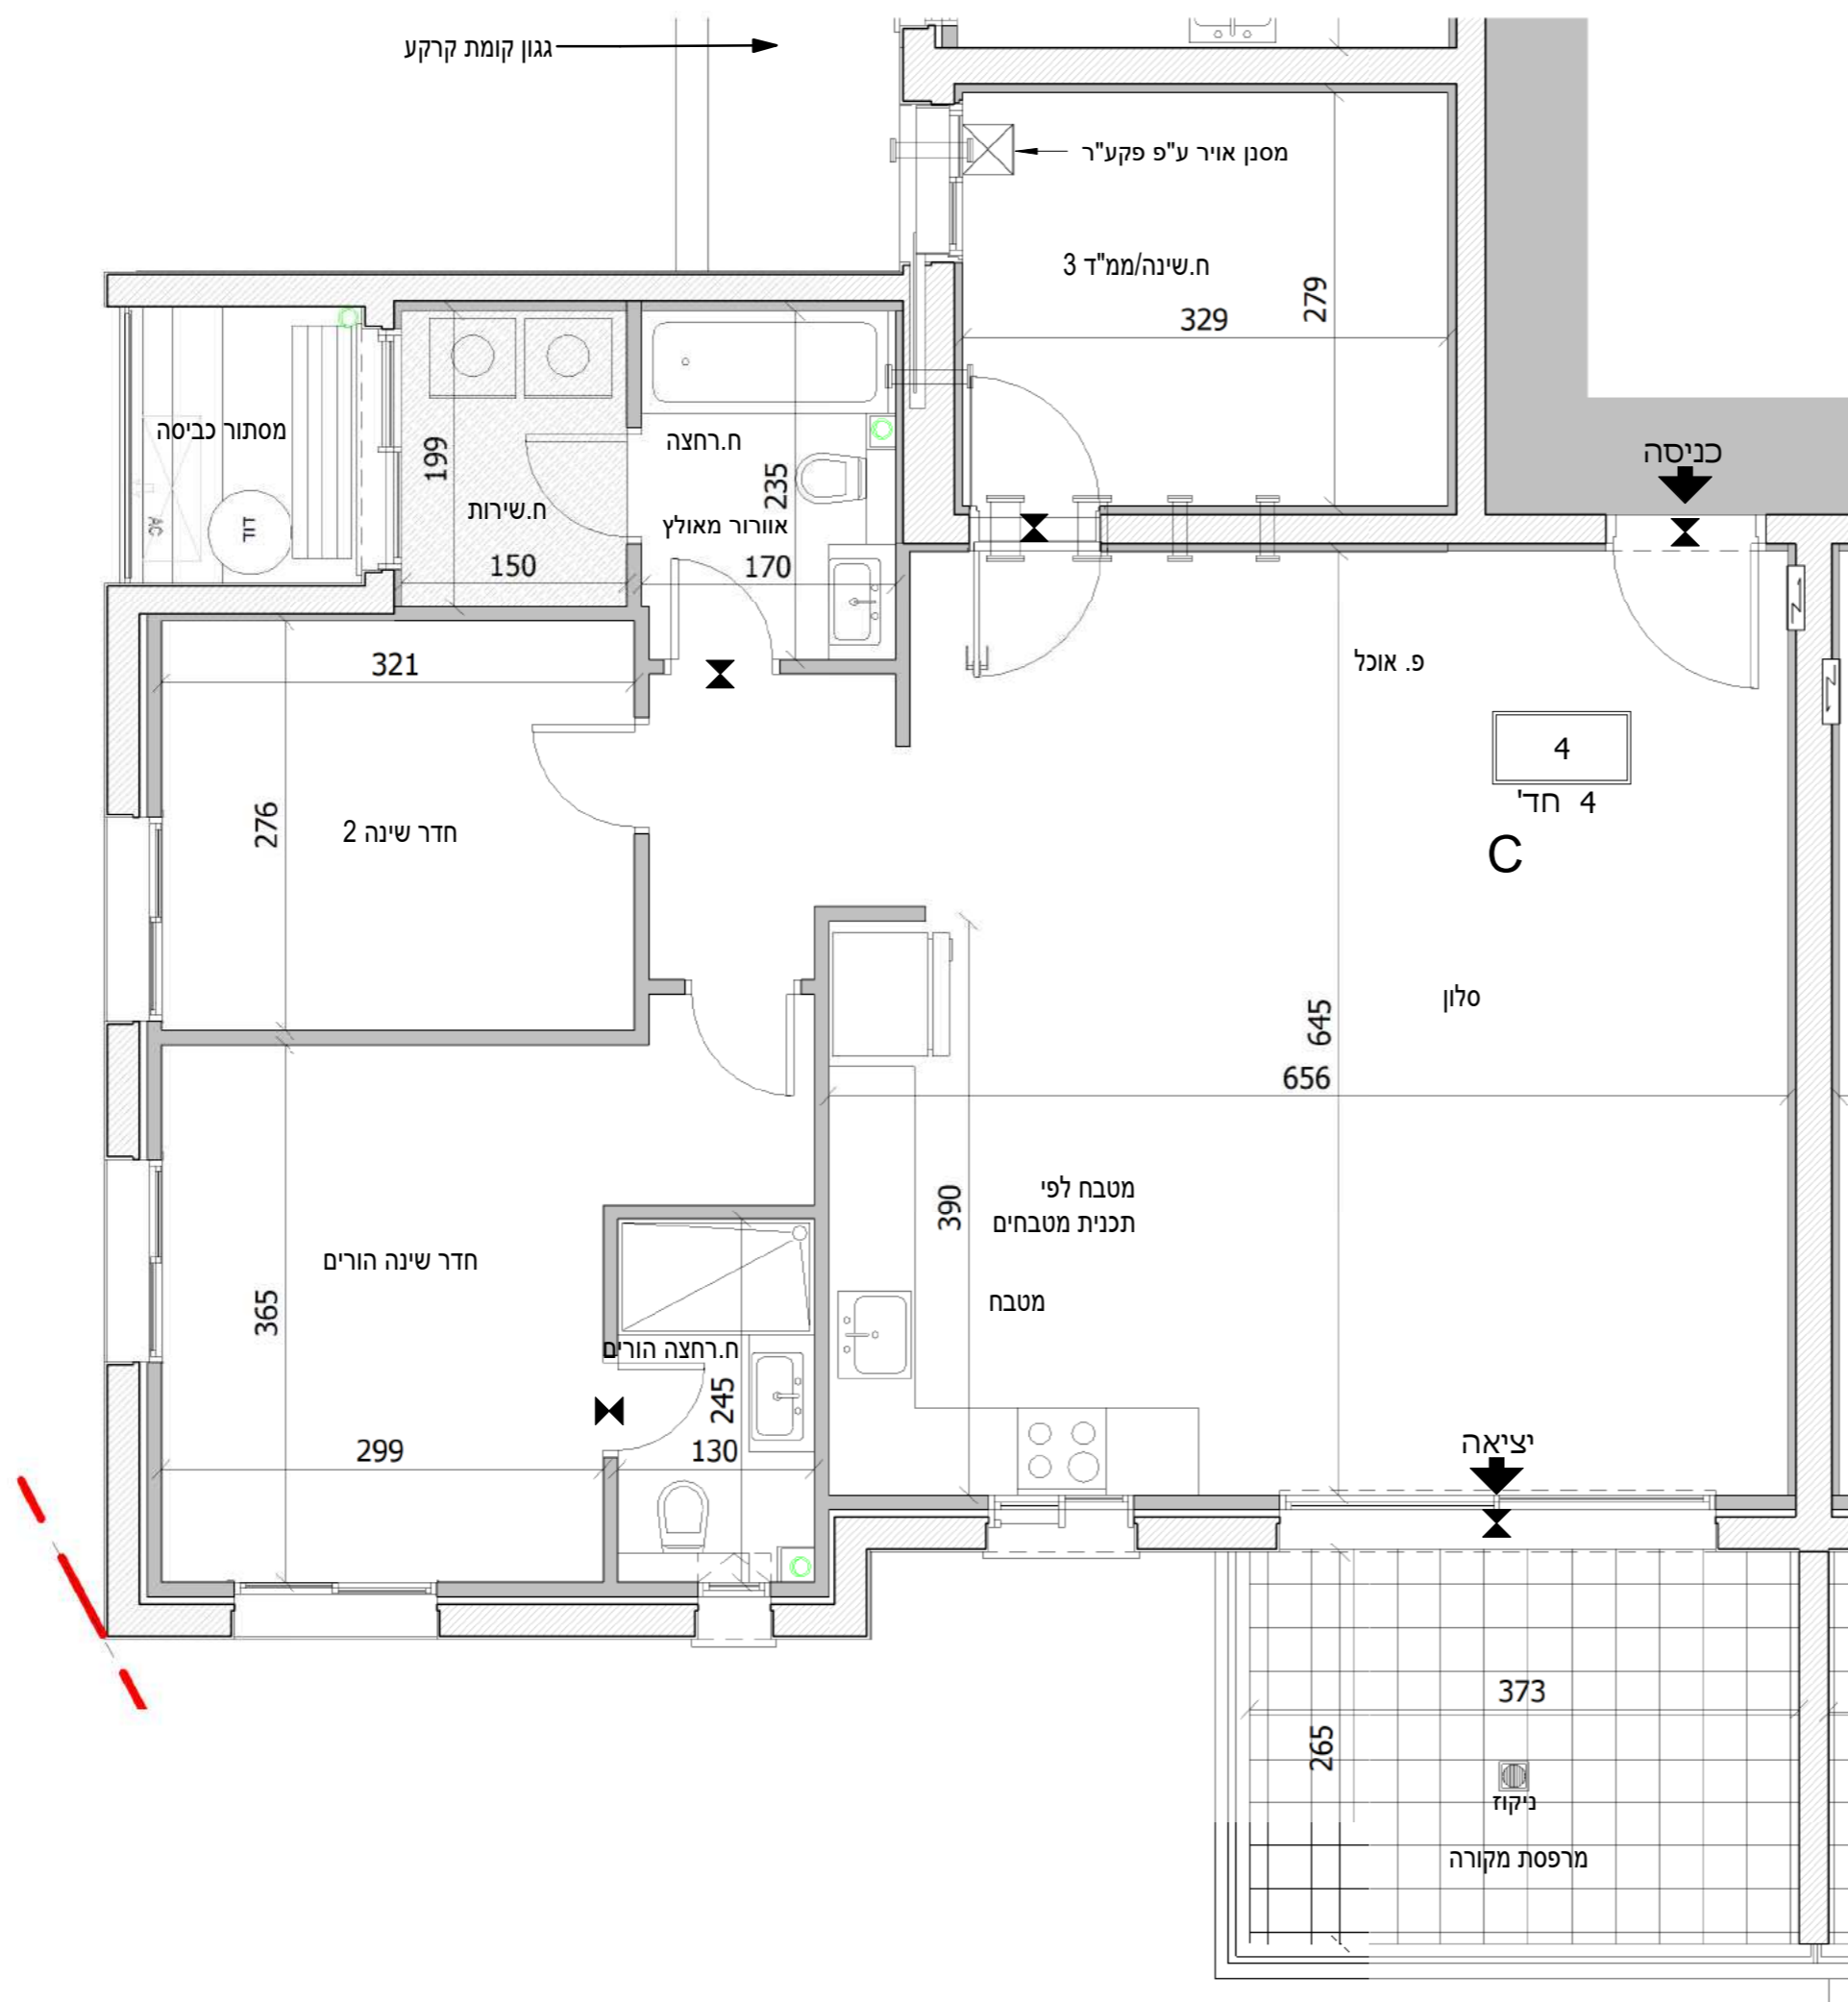 גגון קומת קרקע
מסנן אויר ע"פ פקע"ר
ח.שינה/ממ"ד 3
279
329
מסתור כביסה
דוד
AC
199
ח.שירות
150
ח.רחצה
235
אוורור מאולץ
170
כניסה
פ. אוכל
4
4 חד'
C
321
276
חדר שינה 2
סלון
645
656
390
מטבח לפי
תכנית מטבחים
מטבח
חדר שינה הורים
365
299
ח.רחצה הורים
245
130
יציאה
373
265
ניקוז
מרפסת מקורה